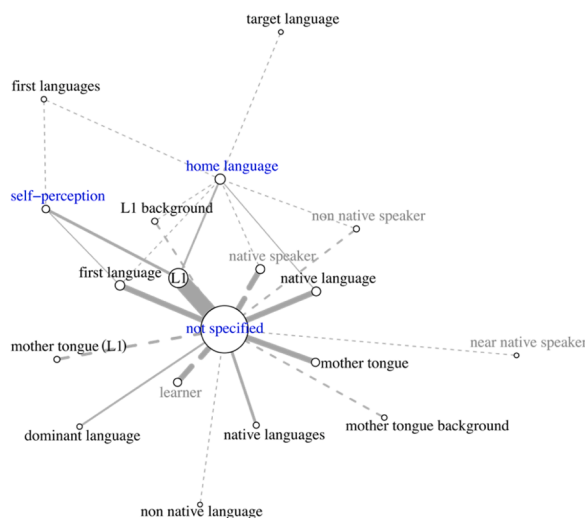 target language
first languages
home language
self−perception
L1 background
non native speaker
native speaker
first language
L1
native language
not specified
mother tongue (L1)
near native speaker
mother tongue
learner
mother tongue background
dominant language
native languages
non native language